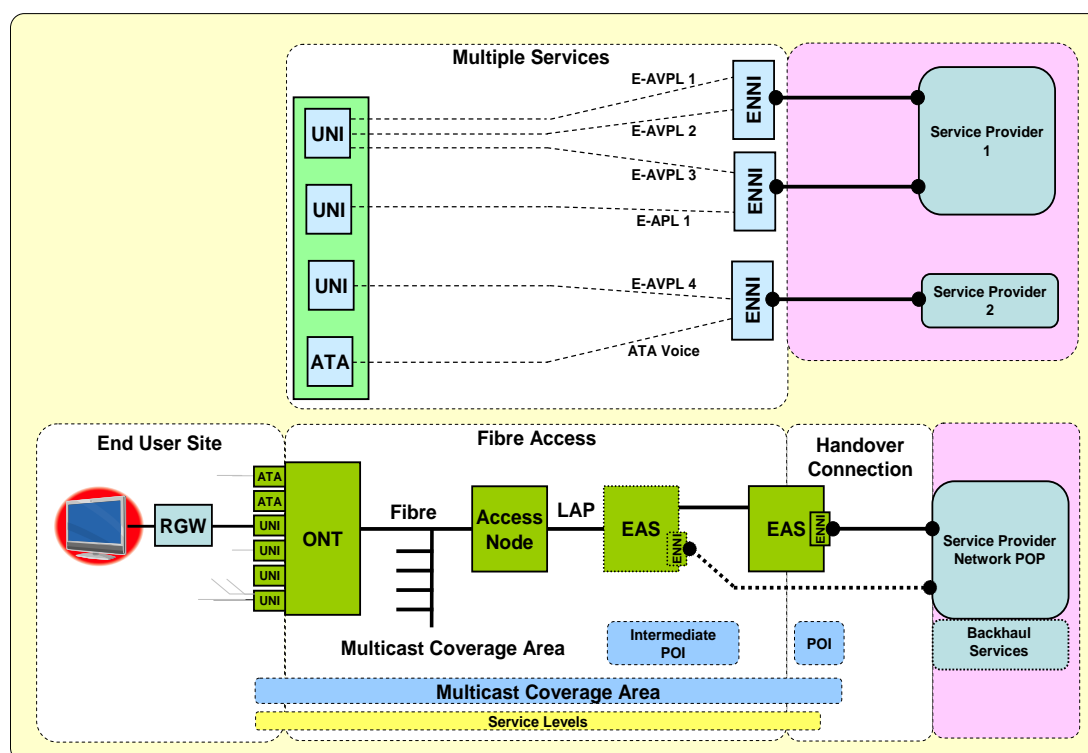 Multiple Services
E-AVPL 1
E-AVPL 2
E-AVPL 3
E-APL 1
E-AVPL 4
ATA Voice
UNI
UNI
UNI
ATA
ENNI
ENNI
ENNI
Service Provider
1
Service Provider
2
End User Site
Fibre Access
Handover
Connection
ATA
ATA
UNI
UNI
UNI
UNI
RGW
ONT
Fibre
Access
Node
LAP
EAS
ENNI
EAS
ENNI
Service Provider
Network POP
Multicast Coverage Area
Intermediate
POI
POI
Backhaul
Services
Multicast Coverage Area
Service Levels